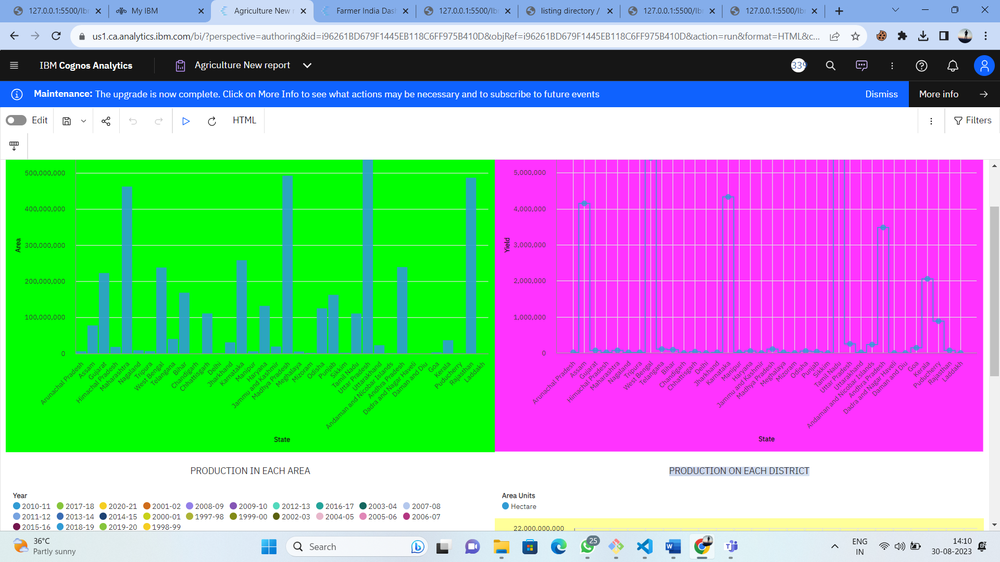 127.0.0.1:5500/Ib
My IBM
Agriculture New r
Farmer India Das
127.0.0.1:5500/Ib
listing directory /
127.0.0.1:5500/Ib
127.0.0.1:5500/Ib
us1.ca.analytics.ibm.com/bi/?perspective=authoring&id=i96261BD679F1445EB118C6FF975B410D&objRef=i96261BD679F1445EB118C6FF975B410D&action=run&format=HTML&c...
IBM Cognos Analytics
Agriculture New report
339
Maintenance: The upgrade is now complete. Click on More Info to see what actions may be necessary and to subscribe to future events
Dismiss
More info
Edit
HTML
Filters
500,000,000
400,000,000
300,000,000
200,000,000
100,000,000
0
Area
Arunachal Pradesh
Assam
Gujarat
Himachal Pradesh
Maharashtra
Nagaland
Tripura
West Bengal
Telangana
Bihar
Chandigarh
Chhattisgarh
Delhi
Jharkhand
Karnataka
Manipur
Haryana
Jammu and Kashmir
Madhya Pradesh
Meghalaya
Mizoram
Odisha
Punjab
Sikkim
Tamil Nadu
Uttar Pradesh
Uttarakhand
Andaman and Nicobar Islands
Andhra Pradesh
Dadra and Nagar Haveli
Daman and Diu
Goa
Kerala
Puducherry
Rajasthan
Laddakh
State
5,000,000
4,000,000
3,000,000
2,000,000
1,000,000
0
Yield
Arunachal Pradesh
Assam
Gujarat
Himachal Pradesh
Maharashtra
Nagaland
Tripura
West Bengal
Telangana
Bihar
Chandigarh
Chhattisgarh
Delhi
Jharkhand
Karnataka
Manipur
Haryana
Jammu and Kashmir
Madhya Pradesh
Meghalaya
Mizoram
Odisha
Punjab
Sikkim
Tamil Nadu
Uttar Pradesh
Uttarakhand
Andaman and Nicobar Islands
Andhra Pradesh
Dadra and Nagar Haveli
Daman and Diu
Goa
Kerala
Puducherry
Rajasthan
Laddakh
State
PRODUCTION IN EACH AREA
PRODUCTION ON EACH DISTRICT
Year
2010-11 2017-18 2020-21 2001-02 2008-09 2009-10 2012-13 2016-17 2003-04 2007-08
2011-12 2013-14 2014-15 2000-01 1997-98 1999-00 2002-03 2004-05 2005-06 2006-07
2015-16 2018-19 2019-20 1998-99
Area Units
Hectare
22,000,000,000
36°C
Partly sunny
Search
25
ENG
IN
14:10
30-08-2023